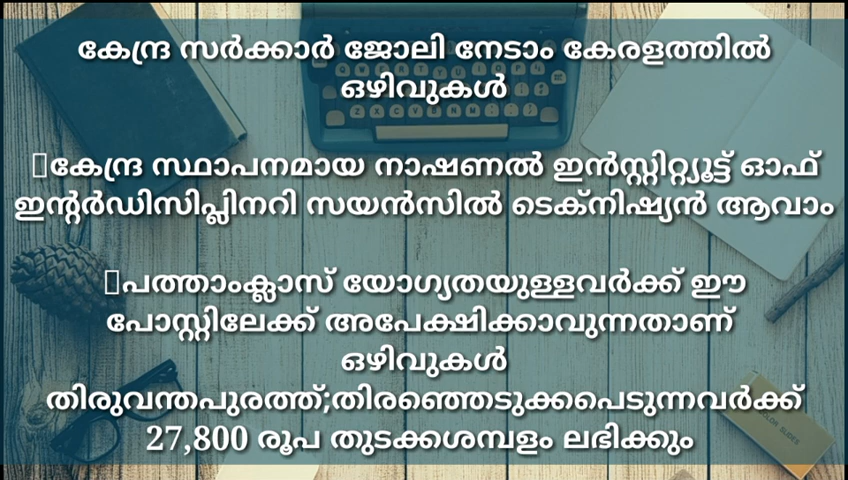 കേന്ദ്ര സർക്കാർ ജോലി നേടാം കേരളത്തിൽ
ഒഴിവുകൾ
കേന്ദ്ര സ്ഥാപനമായ നാഷണൽ ഇൻസ്റ്റിറ്റ്യൂട്ട് ഓഫ്
ഇന്റർഡിസിപ്ലിനറി സയൻസിൽ ടെക്നിഷ്യൻ ആവാം
പത്താംക്ലാസ് യോഗ്യതയുള്ളവർക്ക് ഈ
പോസ്റ്റിലേക്ക് അപേക്ഷിക്കാവുന്നതാണ്
ഒഴിവുകൾ
തിരുവന്തപുരത്ത്;തിരഞ്ഞെടുക്കപെടുന്നവർക്ക്
27,800 രൂപ തുടക്കശമ്പളം ലഭിക്കും